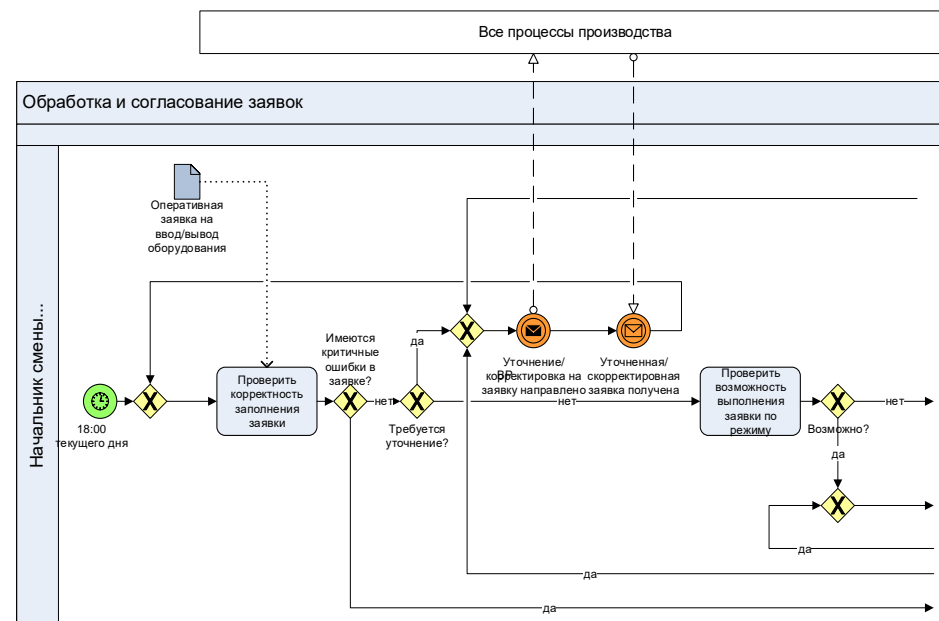 Все процессы производства
Обработка и согласование заявок
Начальник смены...
Оперативная
заявка на
ввод/вывод
оборудования
18:00
текущего дня
Проверить
корректность
заполнения
заявки
Имеются
критичные
ошибки в
заявке?
нет
да
Требуется
уточнение?
ВР
Уточнение/
корректировка на
заявку направлено
Уточненная/
скорректировная
заявка получена
нет
Проверить
возможность
выполнения
заявки по
режиму
Возможно?
нет
да
да
да
да